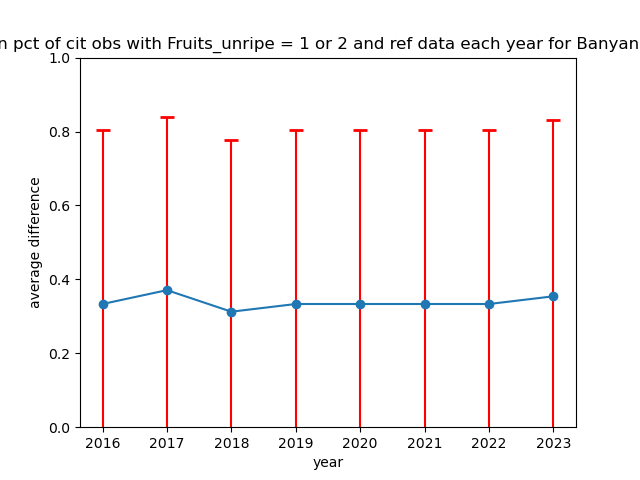 n pct of cit obs with Fruits_unripe = 1 or 2 and ref data each year for Banyan
1.0
0.8
0.6
0.4
0.2
0.0
average difference
2016 2017 2018 2019 2020 2021 2022 2023
year